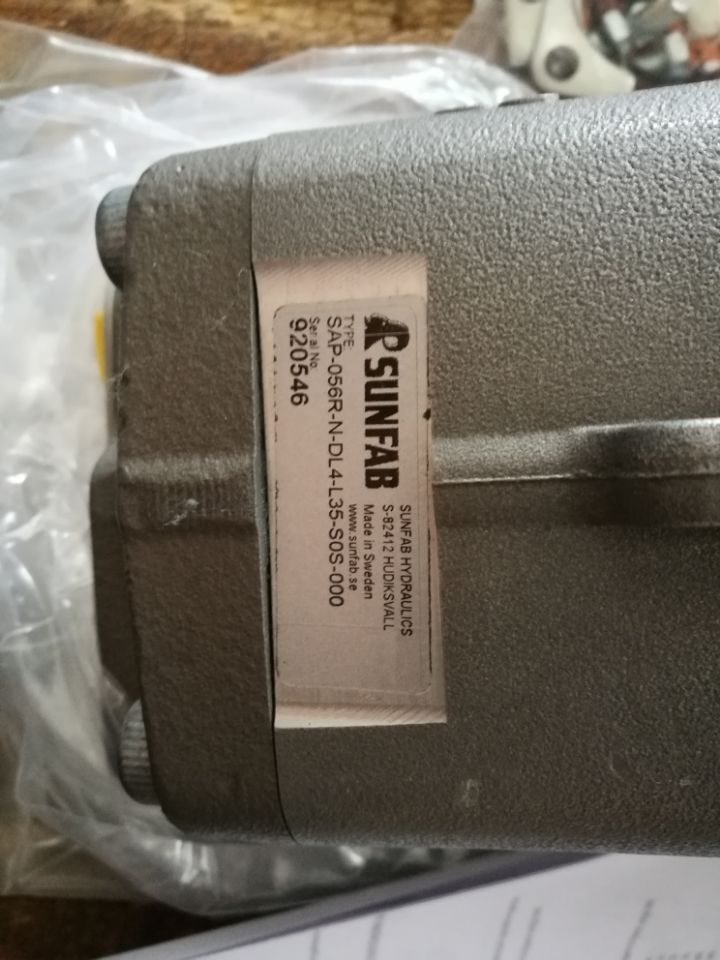 SUNFAB
SUNFAB HYDRAULICS
S-82412 HUDIKSVALL
Made in Sweden
www.sunfab.se
TYPE:
SAP-056R-N-DL4-L35-S0S-000
Serial No:
920546